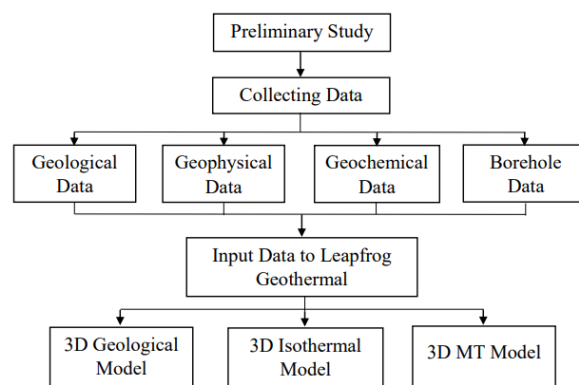 Preliminary Study
Collecting Data
Geological
Data
Geophysical
Data
Geochemical
Data
Borehole
Data
Input Data to Leapfrog
Geothermal
3D Geological
Model
3D Isothermal
Model
3D MT Model